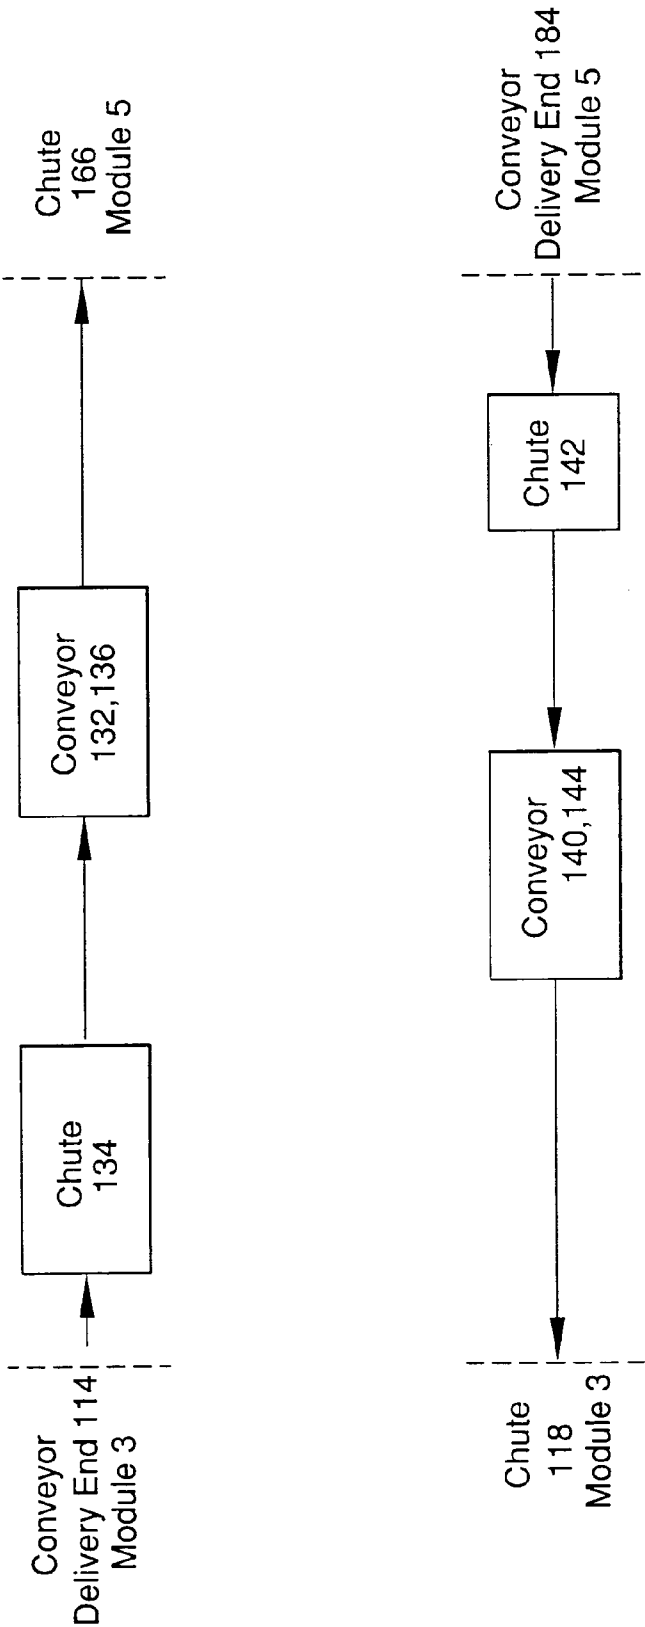 Conveyor
Delivery End 114
Module 3
Chute
134
Conveyor
132,136
Chute
166
Module 5
Chute
118
Module 3
Conveyor
140,144
Chute
142
Conveyor
Delivery End 184
Module 5